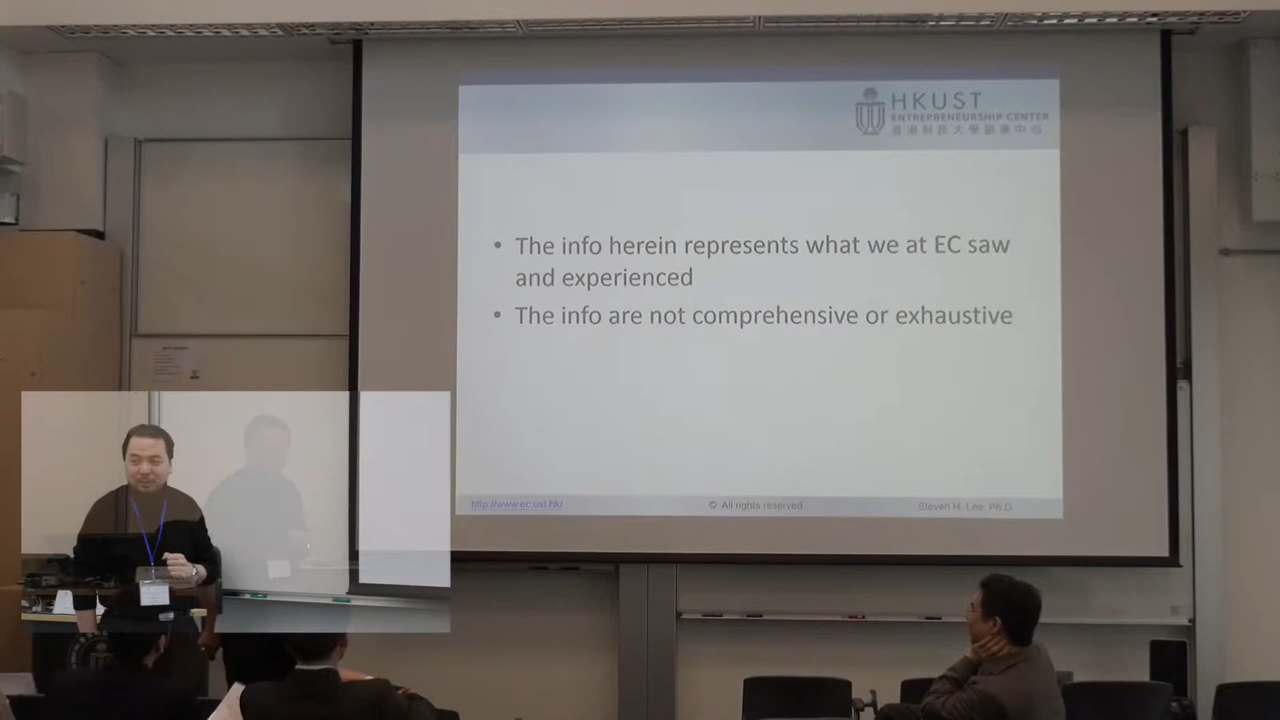 HKUST
ENTREPRENEURSHIP CENTER
香港科技大學創業中心
• The info herein represents what we at EC saw
and experienced
• The info are not comprehensive or exhaustive
http://www.ec.ust.hk/
© All rights reserved
Steven H. Lee, Ph.D